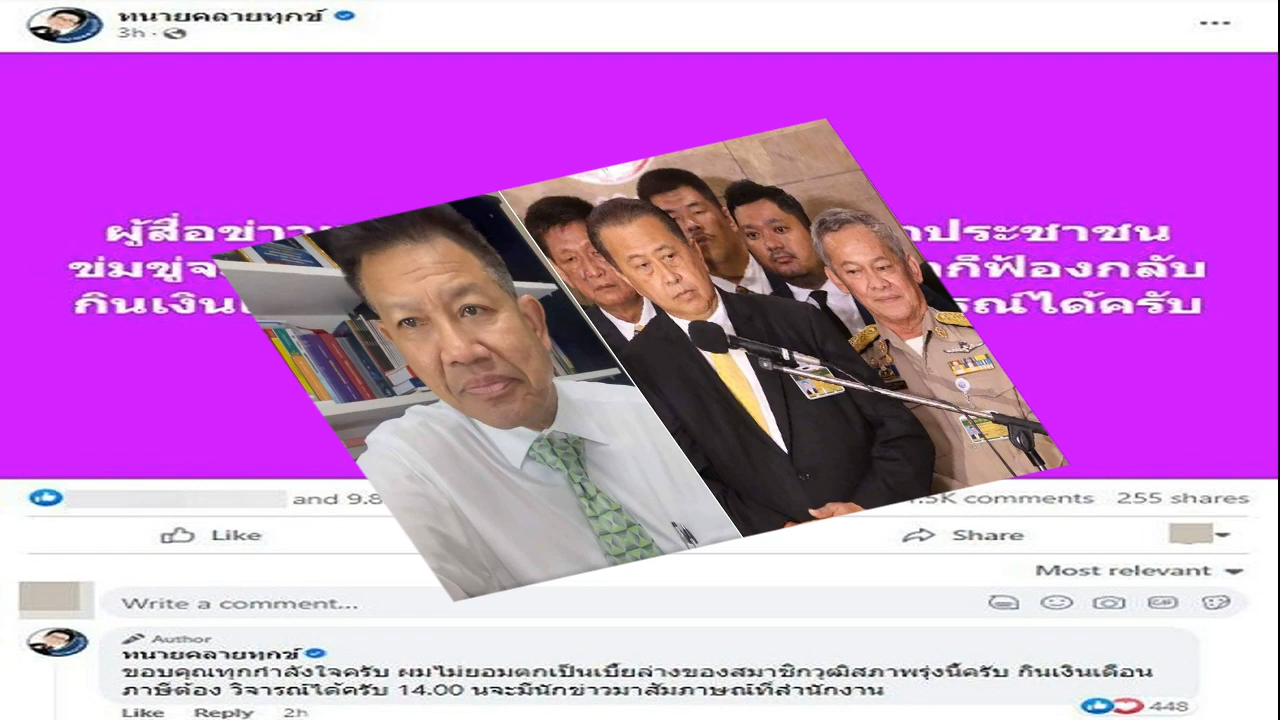 ทนายคลายทุกข์
3h
ผู้สื่อข่าว
ประชาชน
ข่มขู่
ก็ฟ้องกลับ
กินเงิน
ได้ครับ
and 9.8
1.5K comments 255 shares
Like
Share
Most relevant
Write a comment...
GIF
Author
ทนายคลายทุกข์
ขอบคุณทุกกำลังใจครับ ผมไม่ยอมตกเป็นเบี้ยล่างของสมาชิกวุฒิสภาพรุ่งนี้ครับ กินเงินเดือน
ภาษีต้อง วิจารณ์ได้ครับ 14.00 นจะมีนักข่าวมาสัมภาษณ์ที่สำนักงาน
Like Reply 2h
448